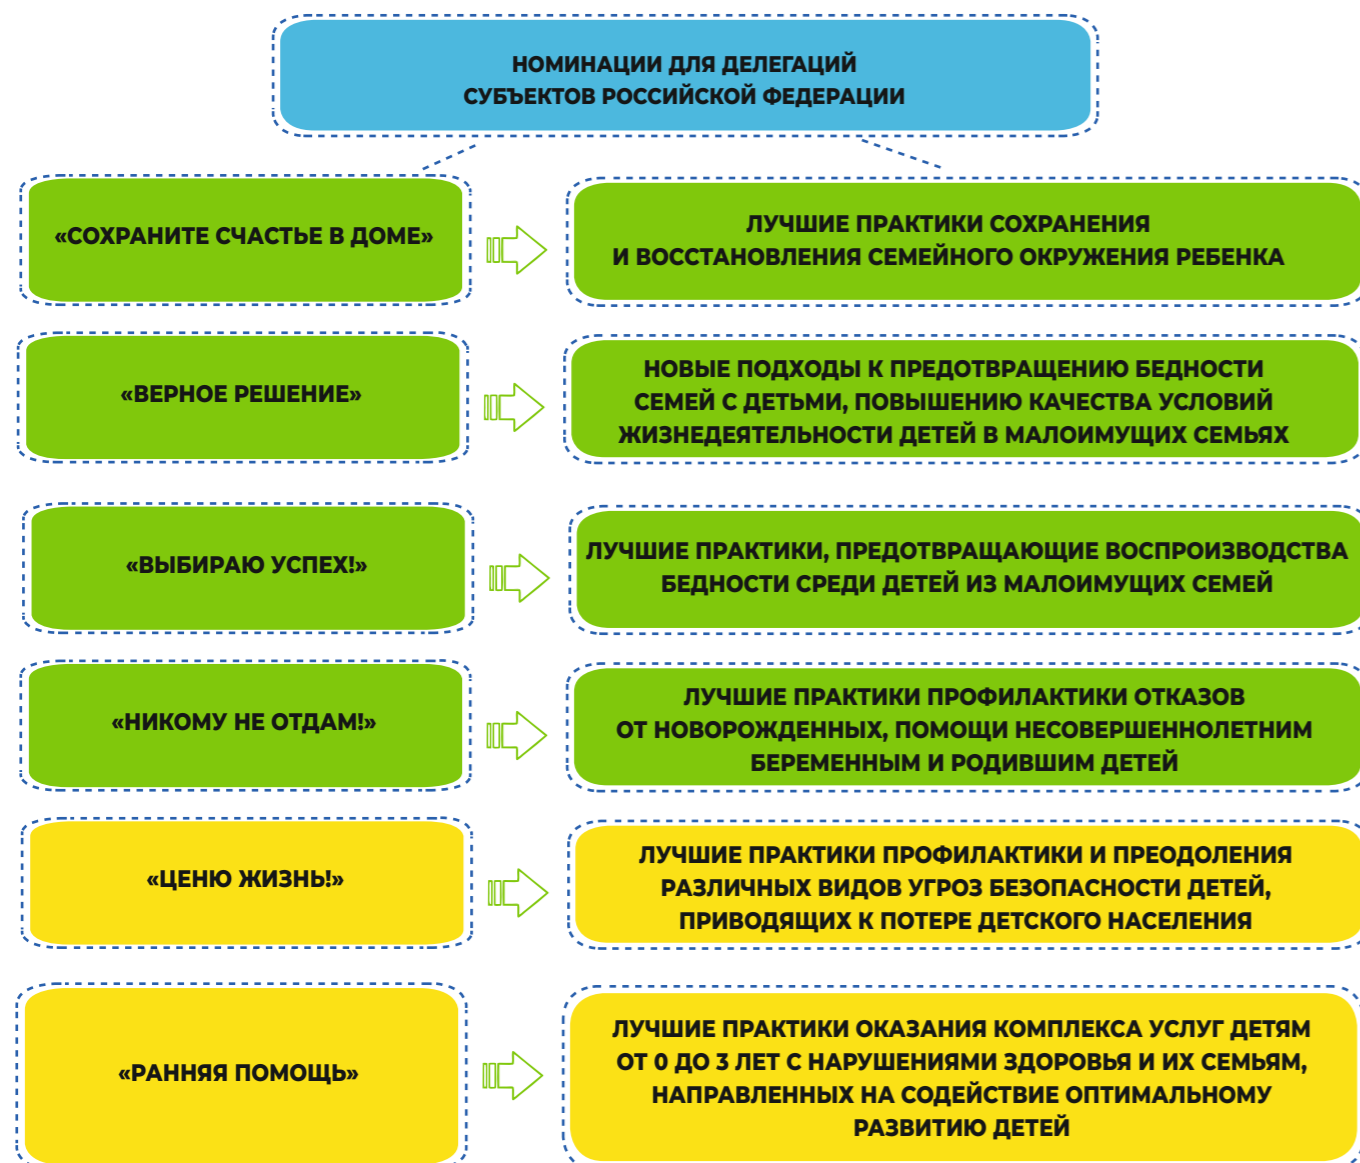 НОМИНАЦИИ ДЛЯ ДЕЛЕГАЦИЙ
СУБЪЕКТОВ РОССИЙСКОЙ ФЕДЕРАЦИИ
«СОХРАНИТЕ СЧАСТЬЕ В ДОМЕ»
ЛУЧШИЕ ПРАКТИКИ СОХРАНЕНИЯ
И ВОССТАНОВЛЕНИЯ СЕМЕЙНОГО ОКРУЖЕНИЯ РЕБЕНКА
«ВЕРНОЕ РЕШЕНИЕ»
НОВЫЕ ПОДХОДЫ К ПРЕДОТВРАЩЕНИЮ БЕДНОСТИ
СЕМЕЙ С ДЕТЬМИ, ПОВЫШЕНИЮ КАЧЕСТВА УСЛОВИЙ
ЖИЗНЕДЕЯТЕЛЬНОСТИ ДЕТЕЙ В МАЛОИМУЩИХ СЕМЬЯХ
«ВЫБИРАЮ УСПЕХ!»
ЛУЧШИЕ ПРАКТИКИ, ПРЕДОТВРАЩАЮЩИЕ ВОСПРОИЗВОДСТВА
БЕДНОСТИ СРЕДИ ДЕТЕЙ ИЗ МАЛОИМУЩИХ СЕМЕЙ
«НИКОМУ НЕ ОТДАМ!»
ЛУЧШИЕ ПРАКТИКИ ПРОФИЛАКТИКИ ОТКАЗОВ
ОТ НОВОРОЖДЕННЫХ, ПОМОЩИ НЕСОВЕРШЕННОЛЕТНИМ
БЕРЕМЕННЫМ И РОДИВШИМ ДЕТЕЙ
«ЦЕНЮ ЖИЗНЬ!»
ЛУЧШИЕ ПРАКТИКИ ПРОФИЛАКТИКИ И ПРЕОДОЛЕНИЯ
РАЗЛИЧНЫХ ВИДОВ УГРОЗ БЕЗОПАСНОСТИ ДЕТЕЙ,
ПРИВОДЯЩИХ К ПОТЕРЕ ДЕТСКОГО НАСЕЛЕНИЯ
«РАННЯЯ ПОМОЩЬ»
ЛУЧШИЕ ПРАКТИКИ ОКАЗАНИЯ КОМПЛЕКСА УСЛУГ ДЕТЯМ
ОТ 0 ДО 3 ЛЕТ С НАРУШЕНИЯМИ ЗДОРОВЬЯ И ИХ СЕМЬЯМ,
НАПРАВЛЕННЫХ НА СОДЕЙСТВИЕ ОПТИМАЛЬНОМУ
РАЗВИТИЮ ДЕТЕЙ